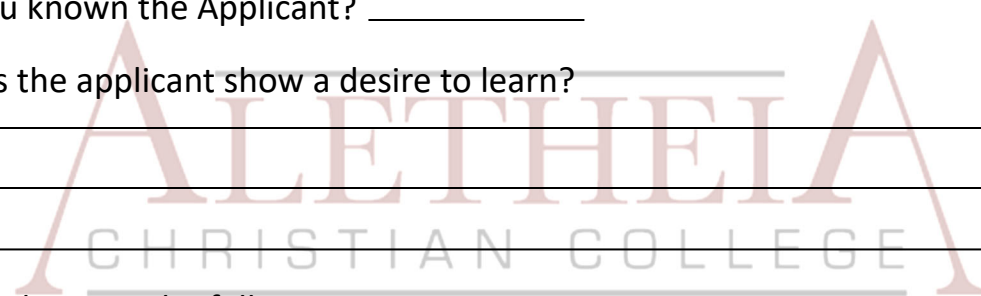 known the Applicant?
the applicant show a desire to learn?
ALETHEIA
CHRISTIAN COLLEGE